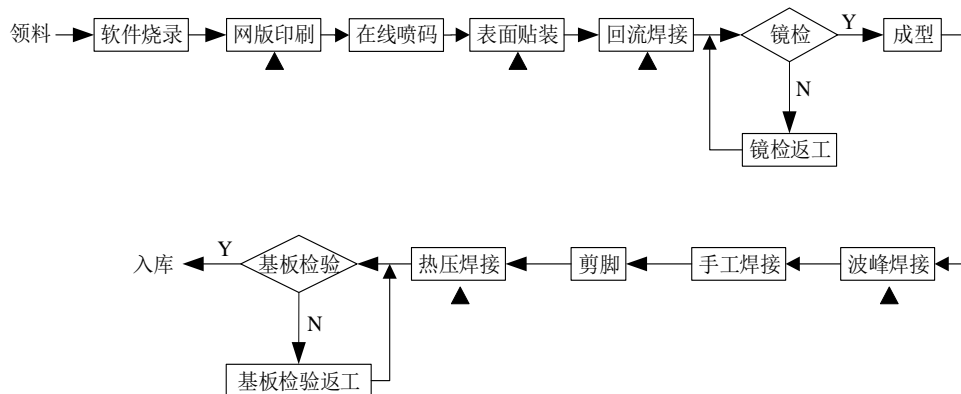 领料
软件烧录
网版印刷
在线喷码
表面贴装
回流焊接
镜检
Y
成型
N
镜检返工
入库
Y
基板检验
热压焊接
剪脚
手工焊接
波峰焊接
N
基板检验返工